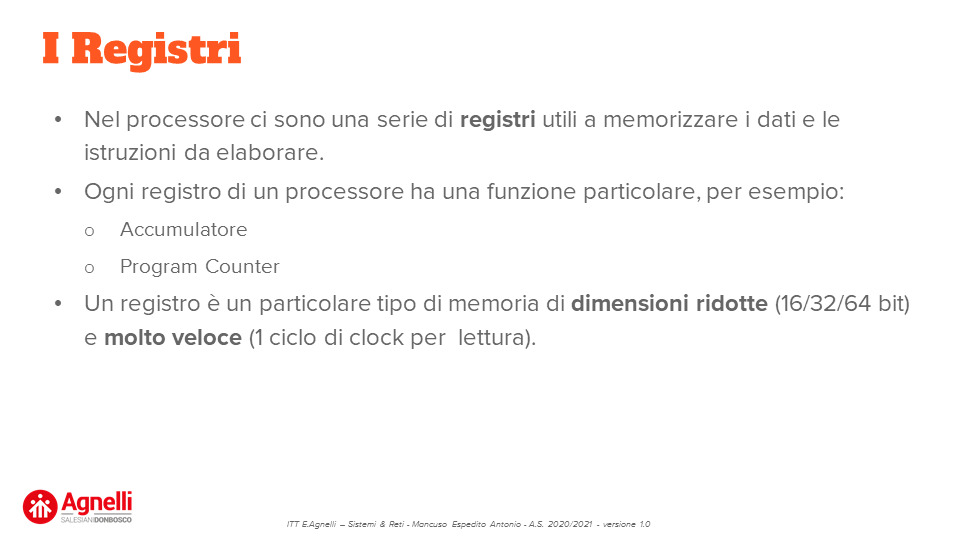 I Registri
• Nel processore ci sono una serie di registri utili a memorizzare i dati e le
istruzioni da elaborare.
• Ogni registro di un processore ha una funzione particolare, per esempio:
o Accumulatore
o Program Counter
• Un registro è un particolare tipo di memoria di dimensioni ridotte (16/32/64 bit)
e molto veloce (1 ciclo di clock per lettura).
Agnelli
SALESIANIDONBOSCO
ITT E.Agnelli – Sistemi & Reti - Mancuso Espedito Antonio - A.S. 2020/2021 - versione 1.0